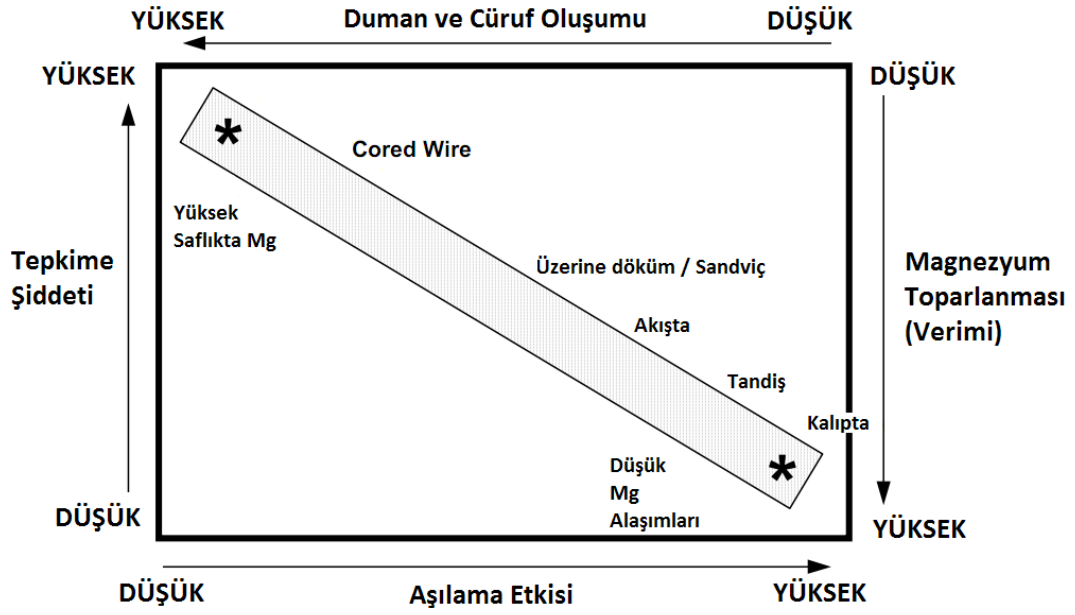 Duman ve Cüruf Oluşumu
YÜKSEK
DÜŞÜK
YÜKSEK
DÜŞÜK
*
Cored Wire
Yüksek
Saflıkta Mg
Tepkime
Şiddeti
Üzerine döküm / Sandviç
Magnezyum
Toparlanması
(Verimi)
Akışta
Tandiş
Kalıpta
*
Düşük
Mg
Alaşımları
DÜŞÜK
YÜKSEK
DÜŞÜK
Aşılama Etkisi
YÜKSEK